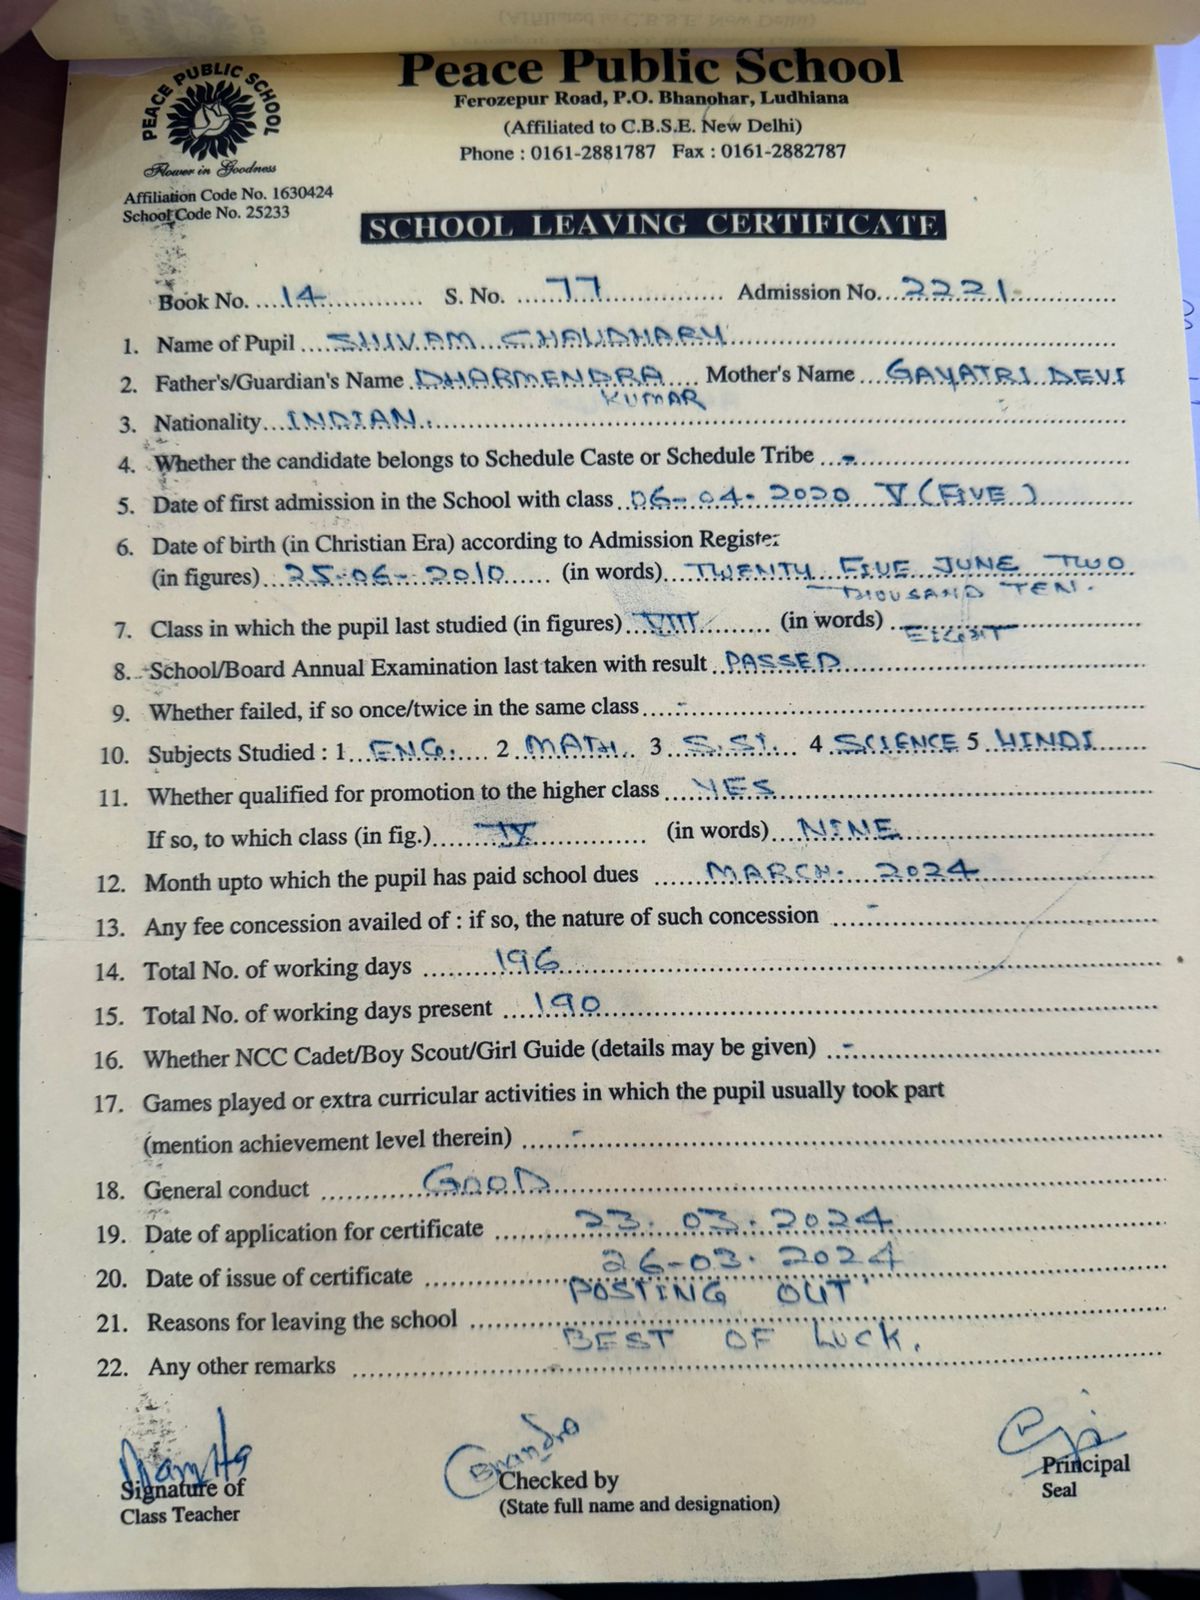 PEACE PUBLIC SCHOOL
Flower in Goodness
Affiliation Code No. 1630424
School Code No. 25233
Peace Public School
Ferozepur Road, P.O. Bhanohar, Ludhiana
(Affiliated to C.B.S.E. New Delhi)
Phone : 0161-2881787 Fax : 0161-2882787
SCHOOL LEAVING CERTIFICATE
Book No. 14 S. No. 77 Admission No. 2221
1. Name of Pupil SHIVAM CHAUDHARY
2. Father's/Guardian's Name DHARMENDRA KUMAR Mother's Name GAYATRI DEVI
3. Nationality INDIAN.
4. Whether the candidate belongs to Schedule Caste or Schedule Tribe -
5. Date of first admission in the School with class 06-04-2020 V (FIVE)
6. Date of birth (in Christian Era) according to Admission Register
(in figures) 25-06-2010 (in words) TWENTY FIVE JUNE TWO
THOUSAND TEN.
7. Class in which the pupil last studied (in figures) VIII (in words) EIGHT
8. School/Board Annual Examination last taken with result PASSED
9. Whether failed, if so once/twice in the same class -
10. Subjects Studied : 1 ENG. 2 MATH. 3 S.ST. 4 SCIENCE 5 HINDI
11. Whether qualified for promotion to the higher class YES
If so, to which class (in fig.) IX (in words) NINE
12. Month upto which the pupil has paid school dues MARCH. 2024
13. Any fee concession availed of : if so, the nature of such concession -
14. Total No. of working days 196
15. Total No. of working days present 190
16. Whether NCC Cadet/Boy Scout/Girl Guide (details may be given) -
17. Games played or extra curricular activities in which the pupil usually took part
(mention achievement level therein) -
18. General conduct GOOD
19. Date of application for certificate 23.03.2024
20. Date of issue of certificate 26-03.2024
21. Reasons for leaving the school POSTING OUT
22. Any other remarks BEST OF LUCK.
Signature of
Class Teacher
Checked by
(State full name and designation)
Principal
Seal